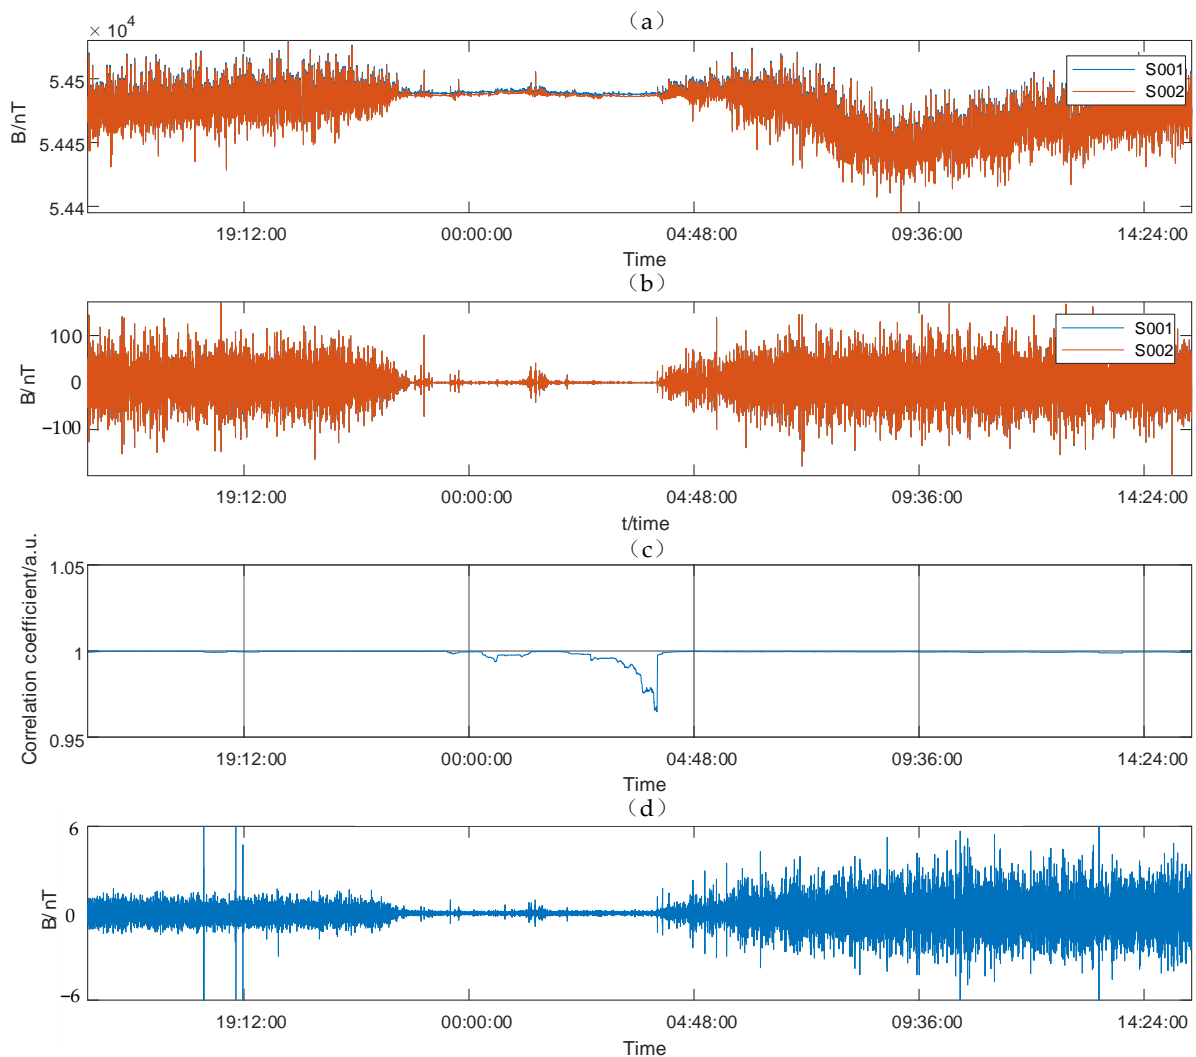 （a）
× 10⁴
5.45
5.445
5.44
B/nT
S001
S002
19:12:00
00:00:00
04:48:00
09:36:00
14:24:00
Time
（b）
100
0
−100
B/nT
S001
S002
19:12:00
00:00:00
04:48:00
09:36:00
14:24:00
t/time
（c）
1.05
1
0.95
Correlation coefficient/a.u.
19:12:00
00:00:00
04:48:00
09:36:00
14:24:00
Time
（d）
6
0
−6
B/nT
19:12:00
00:00:00
04:48:00
09:36:00
14:24:00
Time